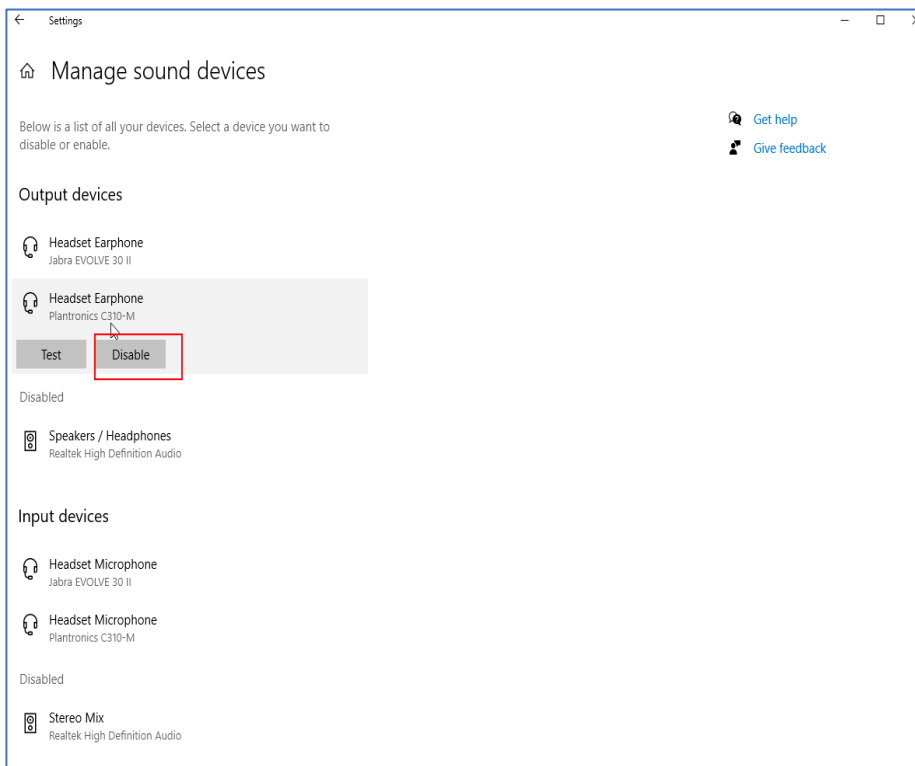 Settings
Manage sound devices
Below is a list of all your devices. Select a device you want to
disable or enable.
Get help
Give feedback
Output devices
Headset Earphone
Jabra EVOLVE 30 II
Headset Earphone
Plantronics C310-M
Test Disable
Disabled
Speakers / Headphones
Realtek High Definition Audio
Input devices
Headset Microphone
Jabra EVOLVE 30 II
Headset Microphone
Plantronics C310-M
Disabled
Stereo Mix
Realtek High Definition Audio